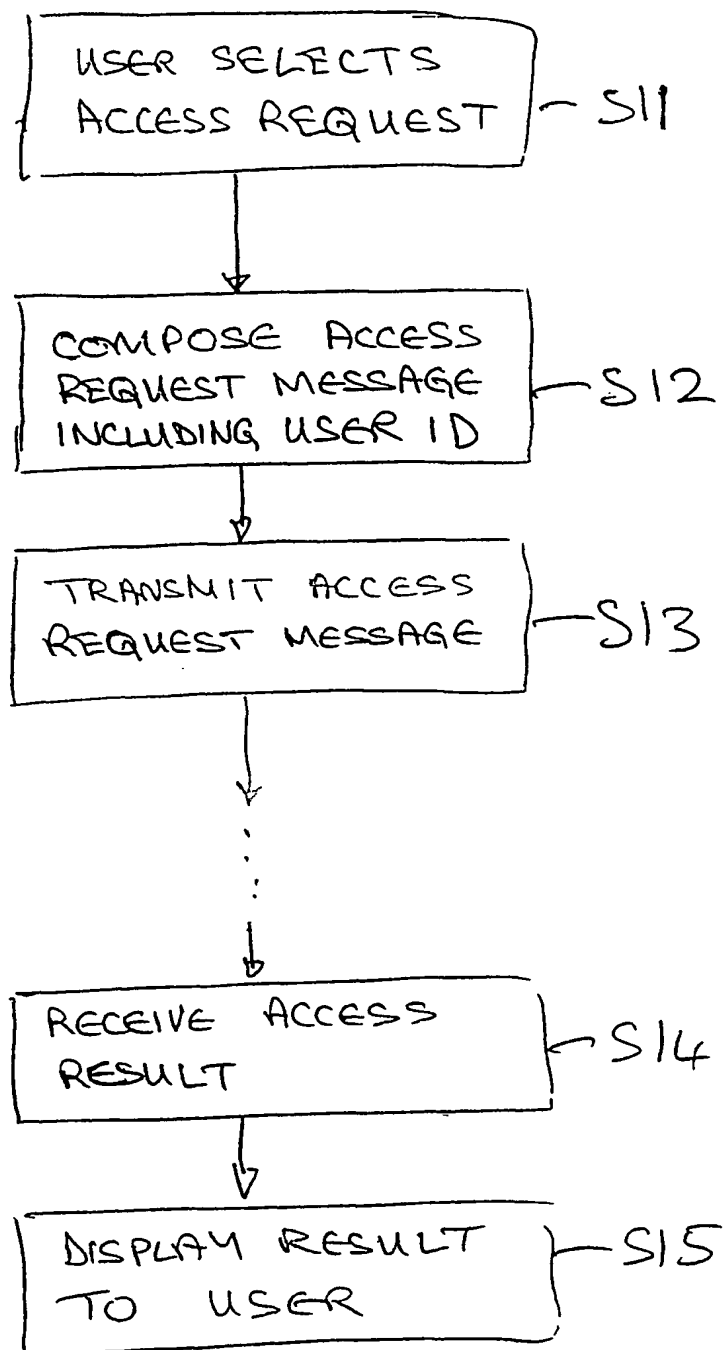 USER SELECTS
ACCESS REQUEST
S11
COMPOSE ACCESS
REQUEST MESSAGE
INCLUDING USER ID
S12
TRANSMIT ACCESS
REQUEST MESSAGE
S13
RECEIVE ACCESS
RESULT
S14
DISPLAY RESULT
TO USER
S15